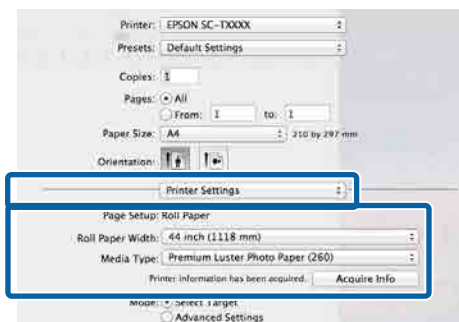 Printer: EPSON SC-TXXXX
Presets: Default Settings
Copies: 1
Pages: All
From: 1 to: 1
Paper Size: A4 210 by 297 mm
Orientation:
Printer Settings
Page Setup: Roll Paper
Roll Paper Width: 44 inch (1118 mm)
Media Type: Premium Luster Photo Paper (260)
Printer information has been acquired. Acquire Info
Mode: Select Target
Advanced Settings